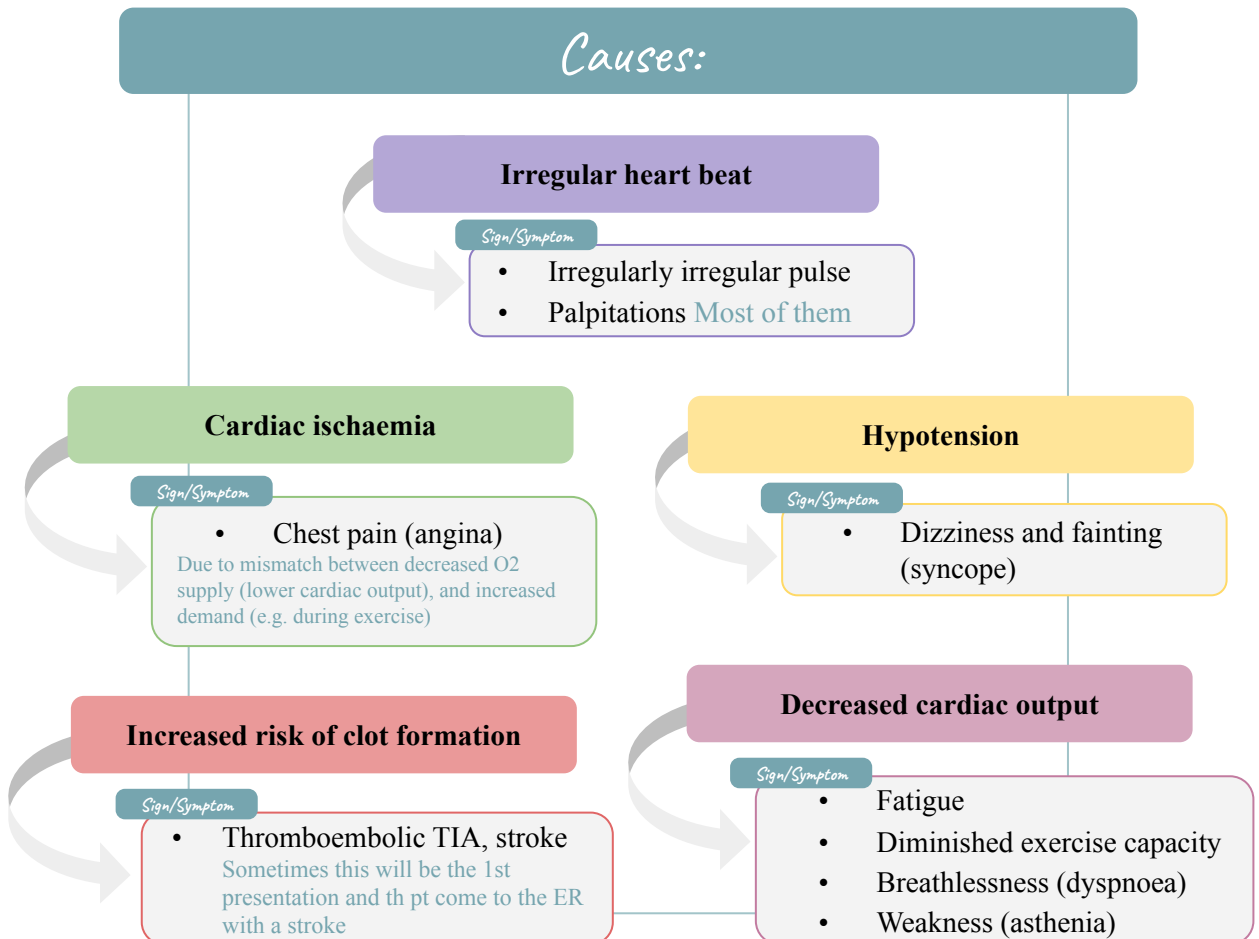 Causes:
Irregular heart beat
Sign/Symptom
• Irregularly irregular pulse
• Palpitations Most of them
Cardiac ischaemia
Sign/Symptom
• Chest pain (angina)
Due to mismatch between decreased O2
supply (lower cardiac output), and increased
demand (e.g. during exercise)
Hypotension
Sign/Symptom
• Dizziness and fainting
(syncope)
Increased risk of clot formation
Sign/Symptom
• Thromboembolic TIA, stroke
Sometimes this will be the 1st
presentation and th pt come to the ER
with a stroke
Decreased cardiac output
Sign/Symptom
• Fatigue
• Diminished exercise capacity
• Breathlessness (dyspnoea)
• Weakness (asthenia)